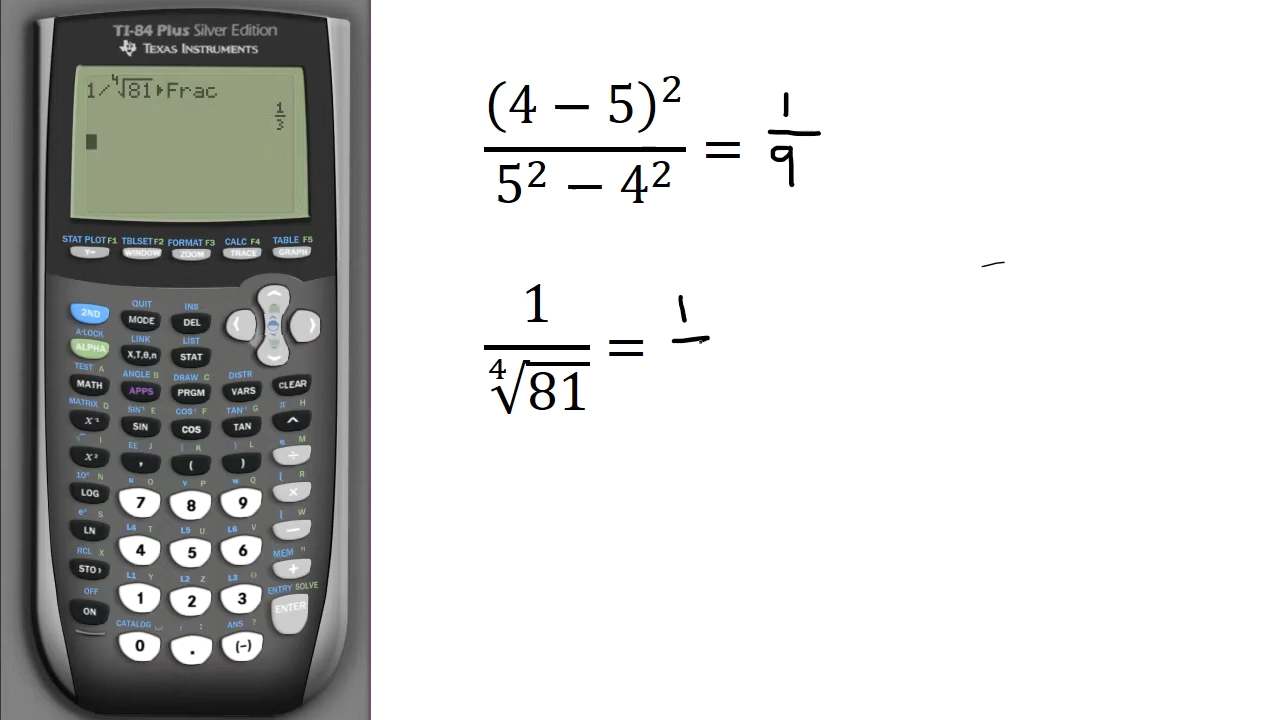 TI-84 Plus Silver Edition
TEXAS INSTRUMENTS
1/⁴√81▸Frac
1
3
STAT PLOT F1 TBLSET F2 FORMAT F3 CALC F4 TABLE F5
Y= WINDOW ZOOM TRACE GRAPH
QUIT INS
2ND MODE DEL
A-LOCK LINK LIST
ALPHA X,T,θ,n STAT
TEST A ANGLE B DRAW C DISTR
MATH APPS PRGM VARS CLEAR
MATRIX D SIN⁻¹ E COS⁻¹ F TAN⁻¹ G π H
X⁻¹ SIN COS TAN ^
√ I EE J { K } L M
X² , ( ) ÷
10ˣ N u O v P w Q [ R
LOG 7 8 9 ×
eˣ S L4 T L5 U L6 V W
LN 4 5 6 −
RCL X L1 Y L2 Z L3 θ MEM "
STO› 1 2 3 +
OFF ENTRY SOLVE
ON ENTER
CATALOG ⎵ i : ANS ?
0 . (-)
(4 − 5)² = 1
5² − 4² 9
1 = 1
⁴√81